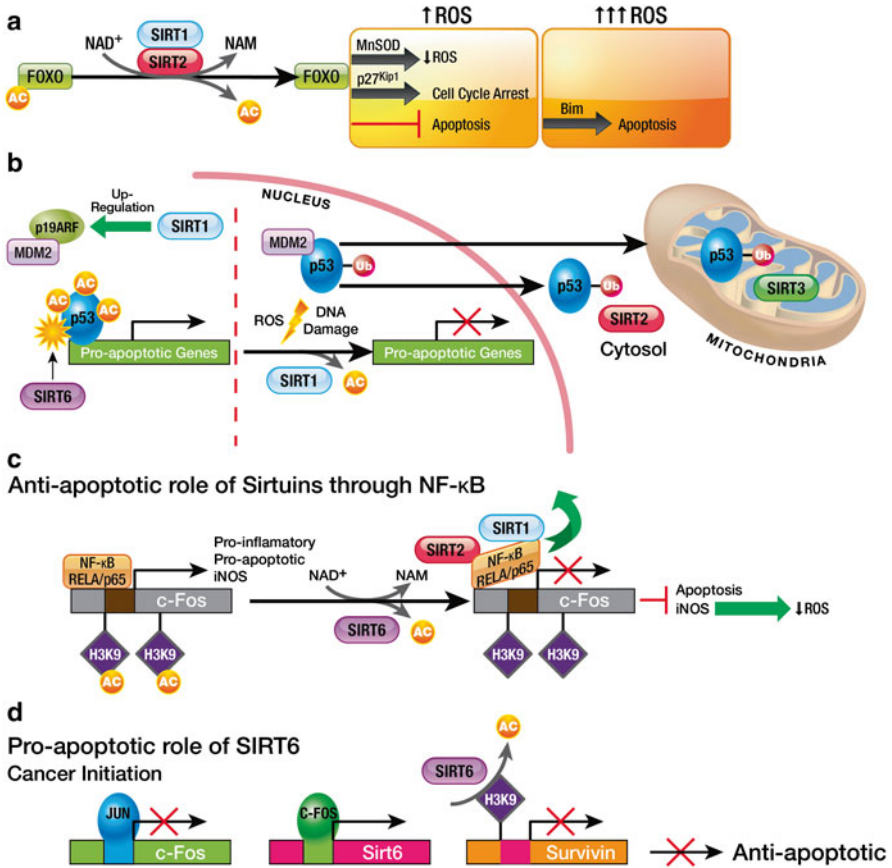 a
↑ROS
↑↑↑ ROS
NAD+
SIRT1
SIRT2
NAM
FOXO
AC
FOXO
AC
MnSOD
↓ROS
p27Kip1
Cell Cycle Arrest
Apoptosis
Bim
Apoptosis
b
NUCLEUS
Up-
Regulation
p19ARF
MDM2
SIRT1
AC
AC
AC
p53
Pro-apoptotic Genes
SIRT6
MDM2
p53
Ub
ROS
DNA
Damage
SIRT1
AC
Pro-apoptotic Genes
p53
Ub
SIRT2
Cytosol
p53
Ub
SIRT3
MITOCHONDRIA
c
Anti-apoptotic role of Sirtuins through NF-κB
NF-κB
RELA/p65
Pro-inflamatory
Pro-apoptotic
iNOS
c-Fos
H3K9
H3K9
AC
AC
NAD+
NAM
SIRT6
AC
SIRT2
SIRT1
NF-κB
RELA/p65
c-Fos
H3K9
H3K9
Apoptosis
iNOS
↓ROS
d
Pro-apoptotic role of SIRT6
Cancer Initiation
JUN
c-Fos
C-FOS
Sirt6
SIRT6
AC
H3K9
Survivin
Anti-apoptotic